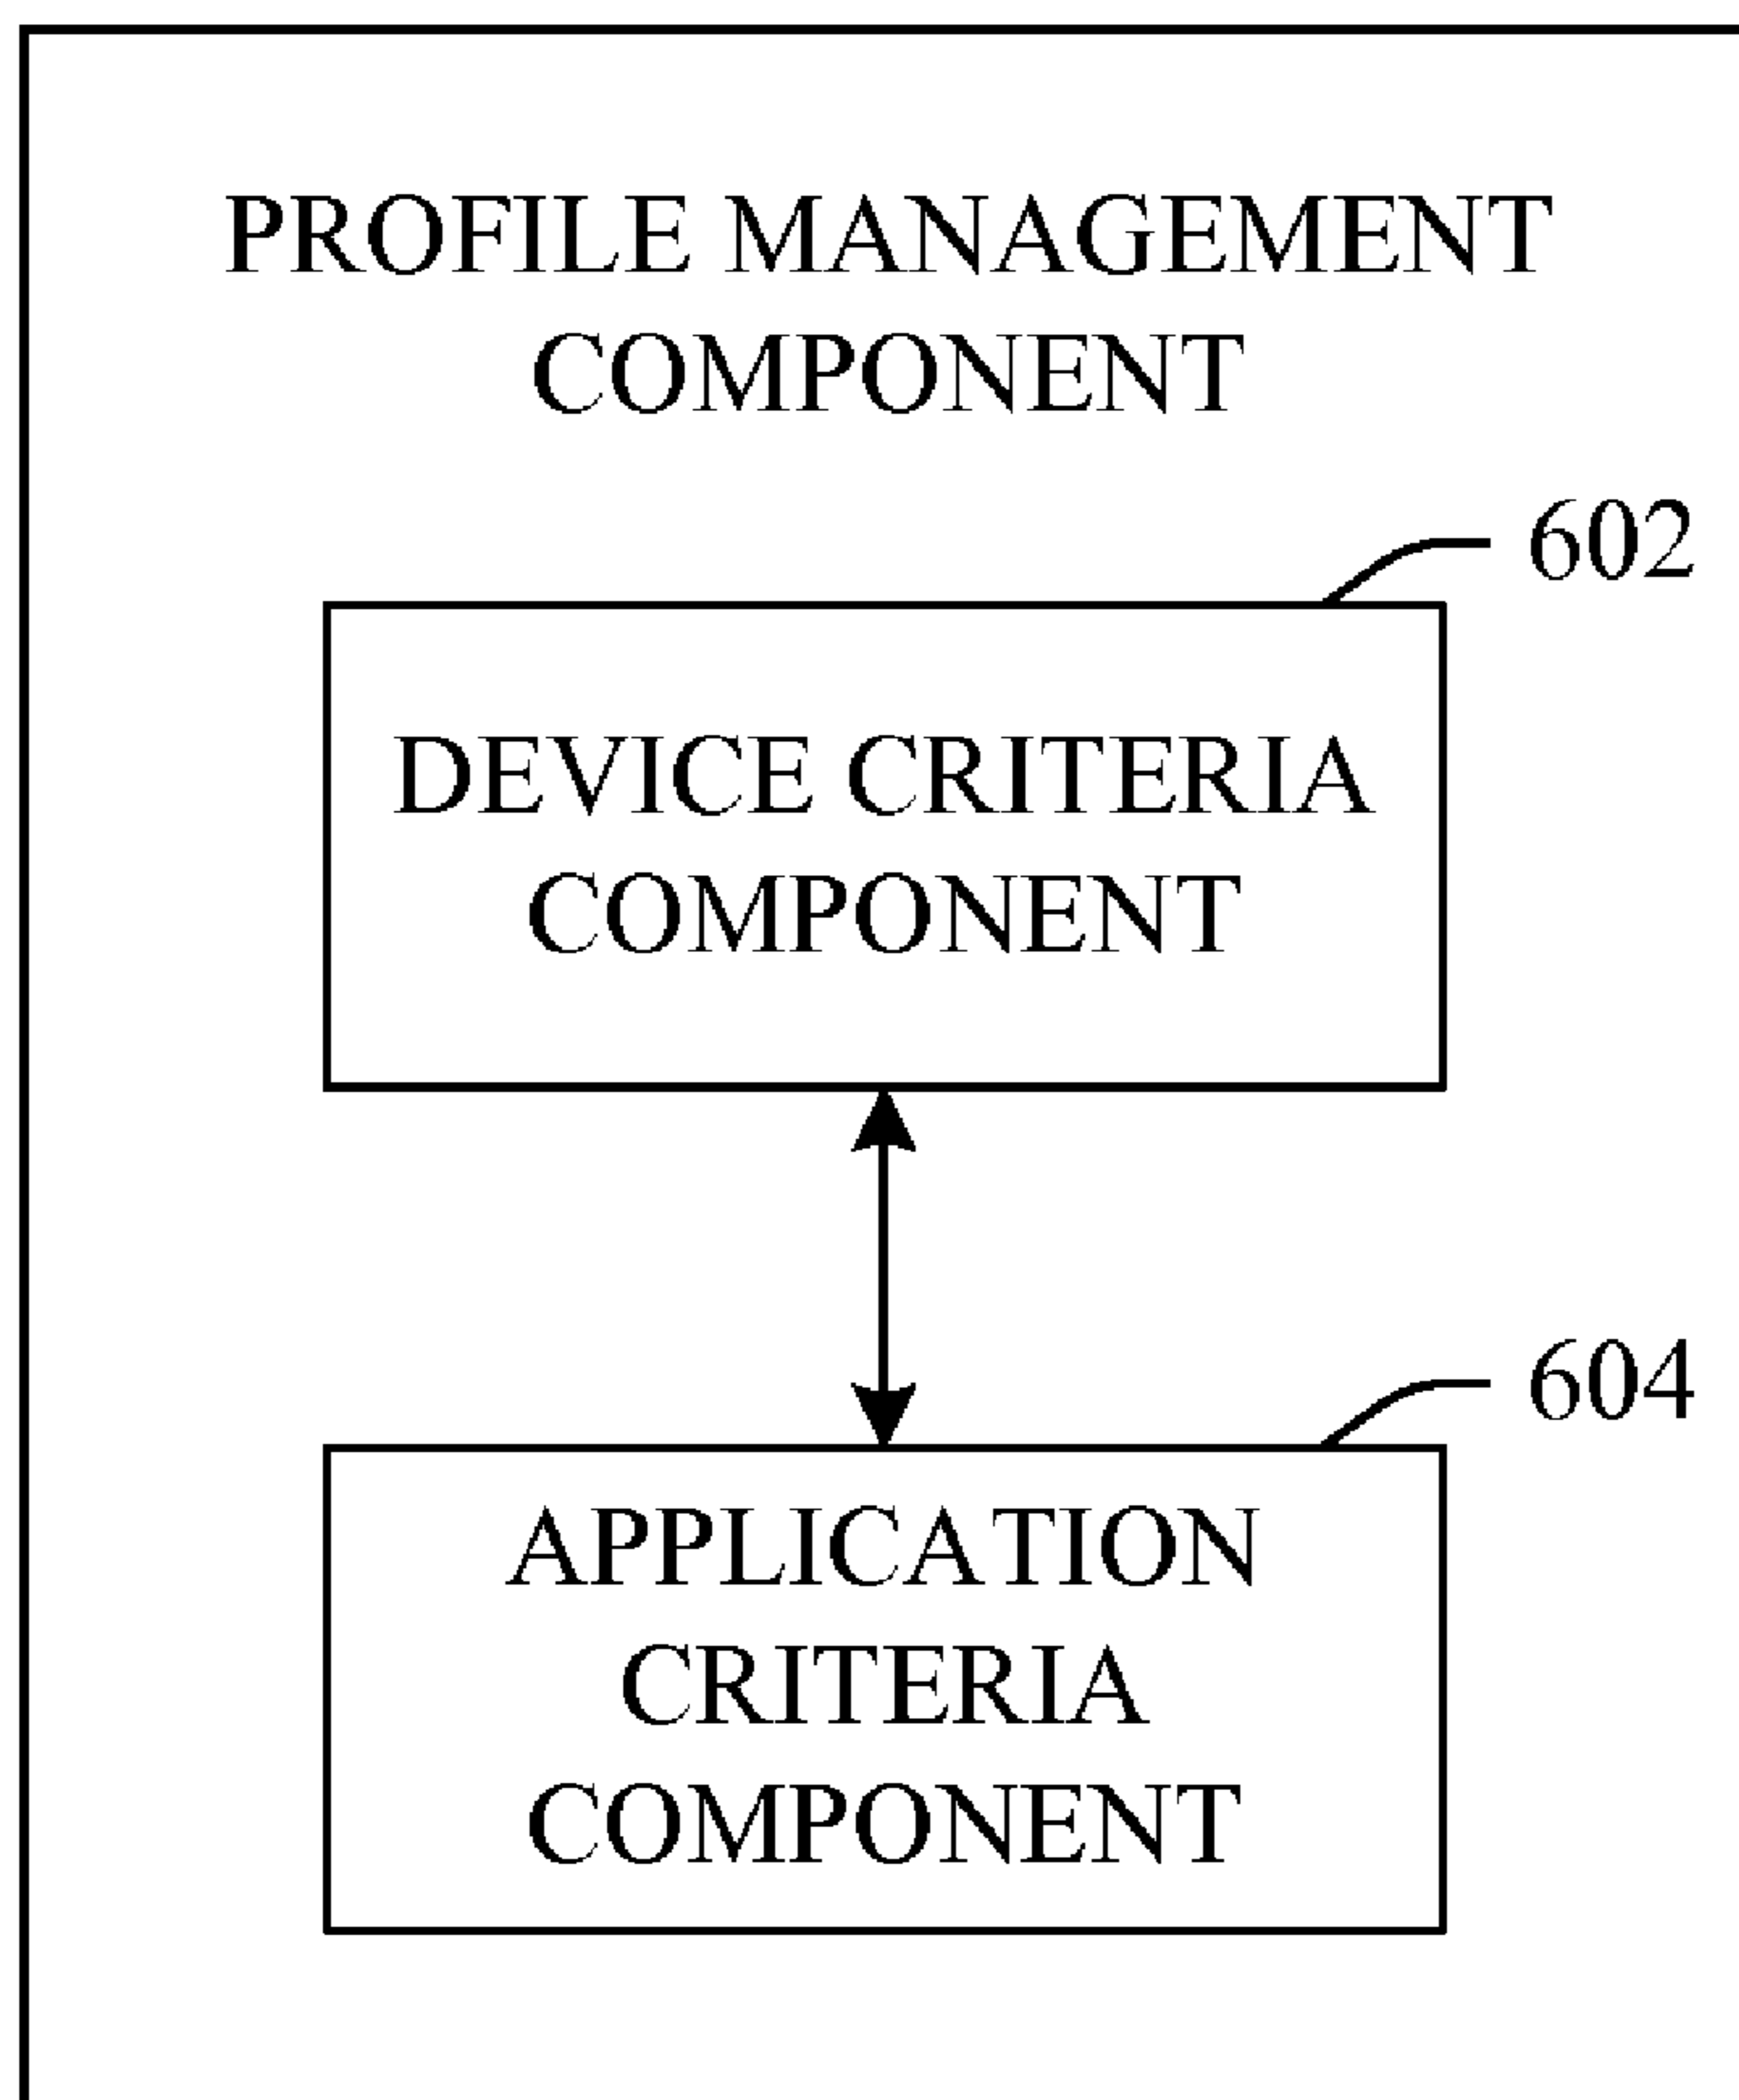 PROFILE MANAGEMENT
COMPONENT
602
DEVICE CRITERIA
COMPONENT
604
APPLICATION
CRITERIA
COMPONENT